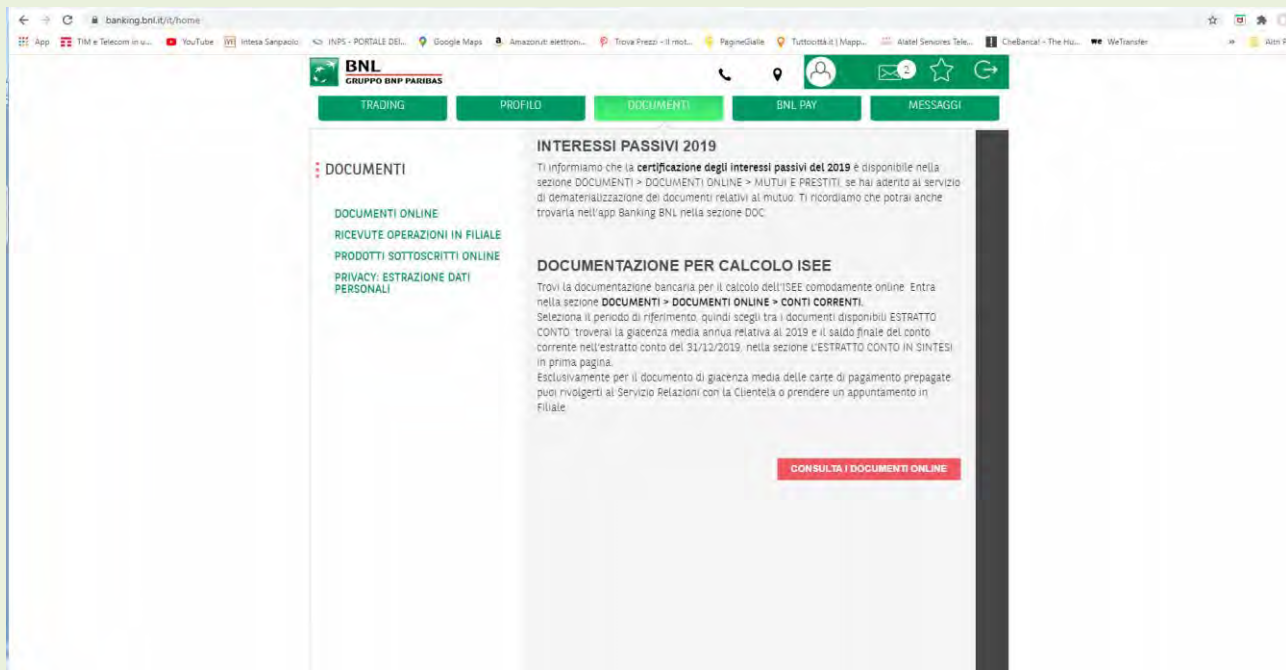 banking.bnl.it/it/home
App TIM e Telecom in u... YouTube Intesa Sanpaolo INPS - PORTALE DEL... Google Maps Amazon.it: elettron... Trova Prezzi - Il mot... PagineGialle Tuttocittà.it | Mapp... Alatel Seniores Tele... CheBanca! - The Hu... WeTransfer » Altri P
BNL
GRUPPO BNP PARIBAS
2
TRADING PROFILO DOCUMENTI BNL PAY MESSAGGI
DOCUMENTI
DOCUMENTI ONLINE
RICEVUTE OPERAZIONI IN FILIALE
PRODOTTI SOTTOSCRITTI ONLINE
PRIVACY: ESTRAZIONE DATI
PERSONALI
INTERESSI PASSIVI 2019
Ti informiamo che la certificazione degli interessi passivi del 2019 è disponibile nella
sezione DOCUMENTI > DOCUMENTI ONLINE > MUTUI E PRESTITI, se hai aderito al servizio
di dematerializzazione dei documenti relativi al mutuo. Ti ricordiamo che potrai anche
trovarla nell'app Banking BNL nella sezione DOC.
DOCUMENTAZIONE PER CALCOLO ISEE
Trovi la documentazione bancaria per il calcolo dell'ISEE comodamente online. Entra
nella sezione DOCUMENTI > DOCUMENTI ONLINE > CONTI CORRENTI.
Seleziona il periodo di riferimento, quindi scegli tra i documenti disponibili ESTRATTO
CONTO: troverai la giacenza media annua relativa al 2019 e il saldo finale del conto
corrente nell'estratto conto del 31/12/2019, nella sezione L'ESTRATTO CONTO IN SINTESI
in prima pagina.
Esclusivamente per il documento di giacenza media delle carte di pagamento prepagate
puoi rivolgerti al Servizio Relazioni con la Clientela o prendere un appuntamento in
Filiale
CONSULTA I DOCUMENTI ONLINE